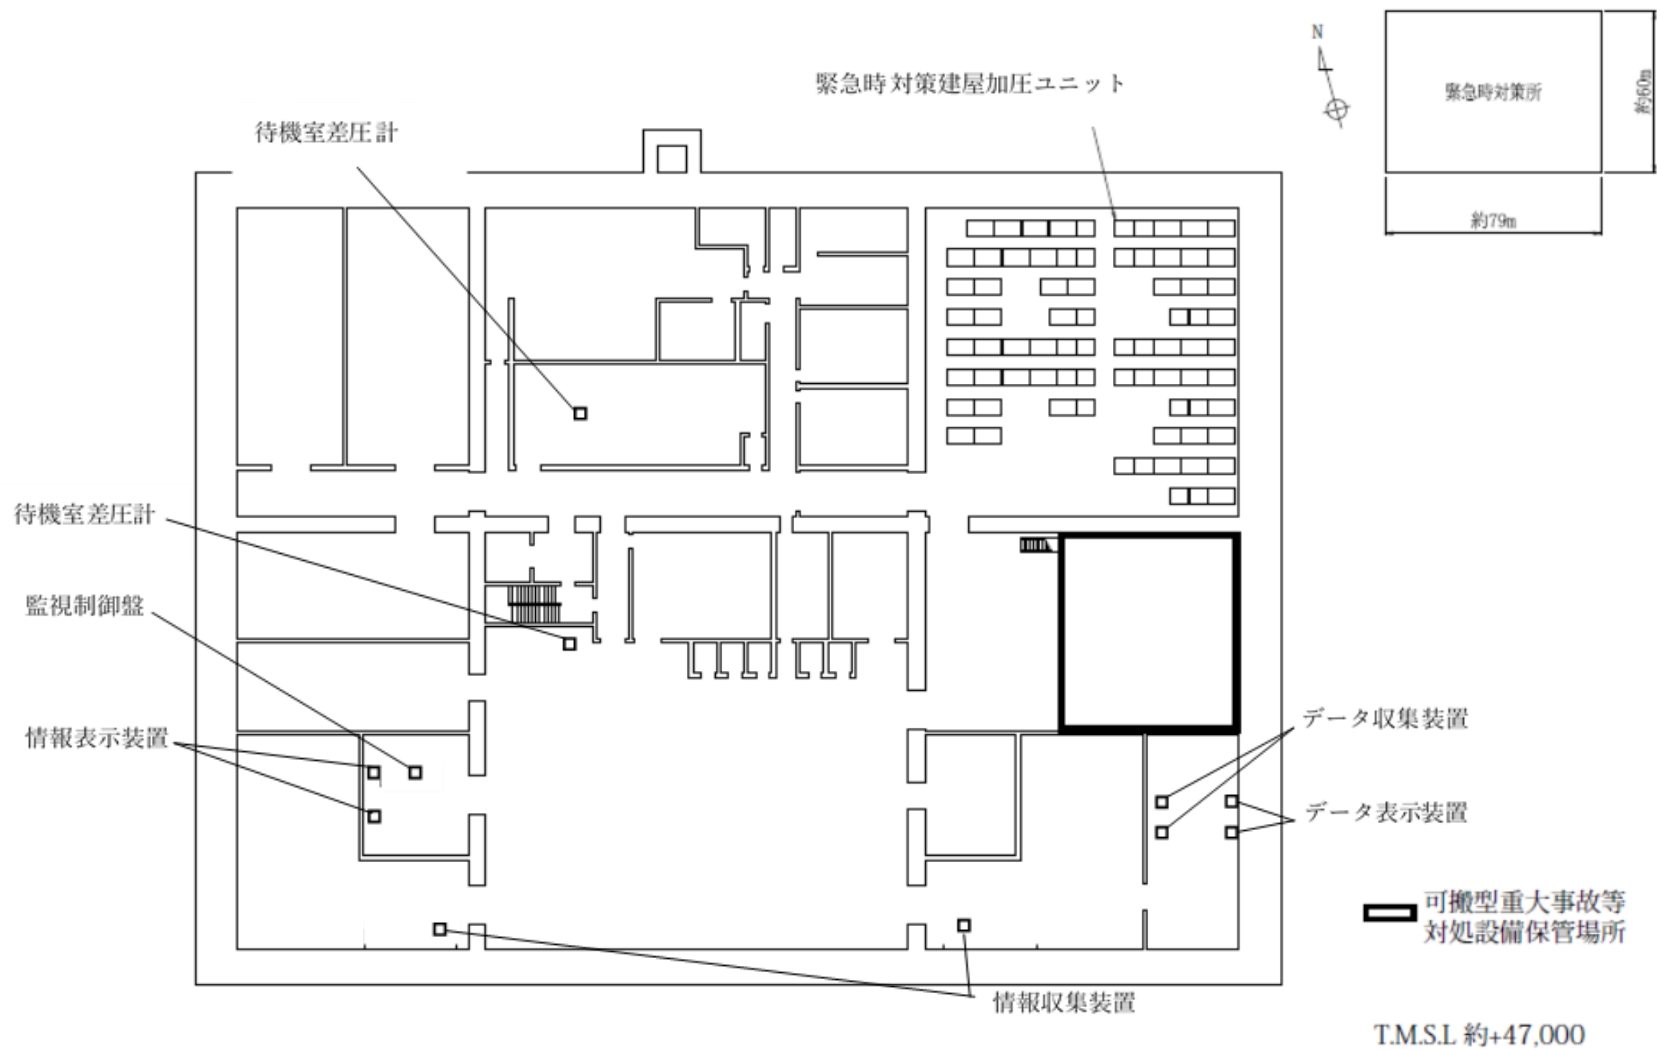 N
緊急時対策所
約60m
約79m
緊急時対策建屋加圧ユニット
待機室差圧計
待機室差圧計
監視制御盤
情報表示装置
データ収集装置
データ表示装置
情報収集装置
可搬型重大事故等
対処設備保管場所
T.M.S.L 約+47,000